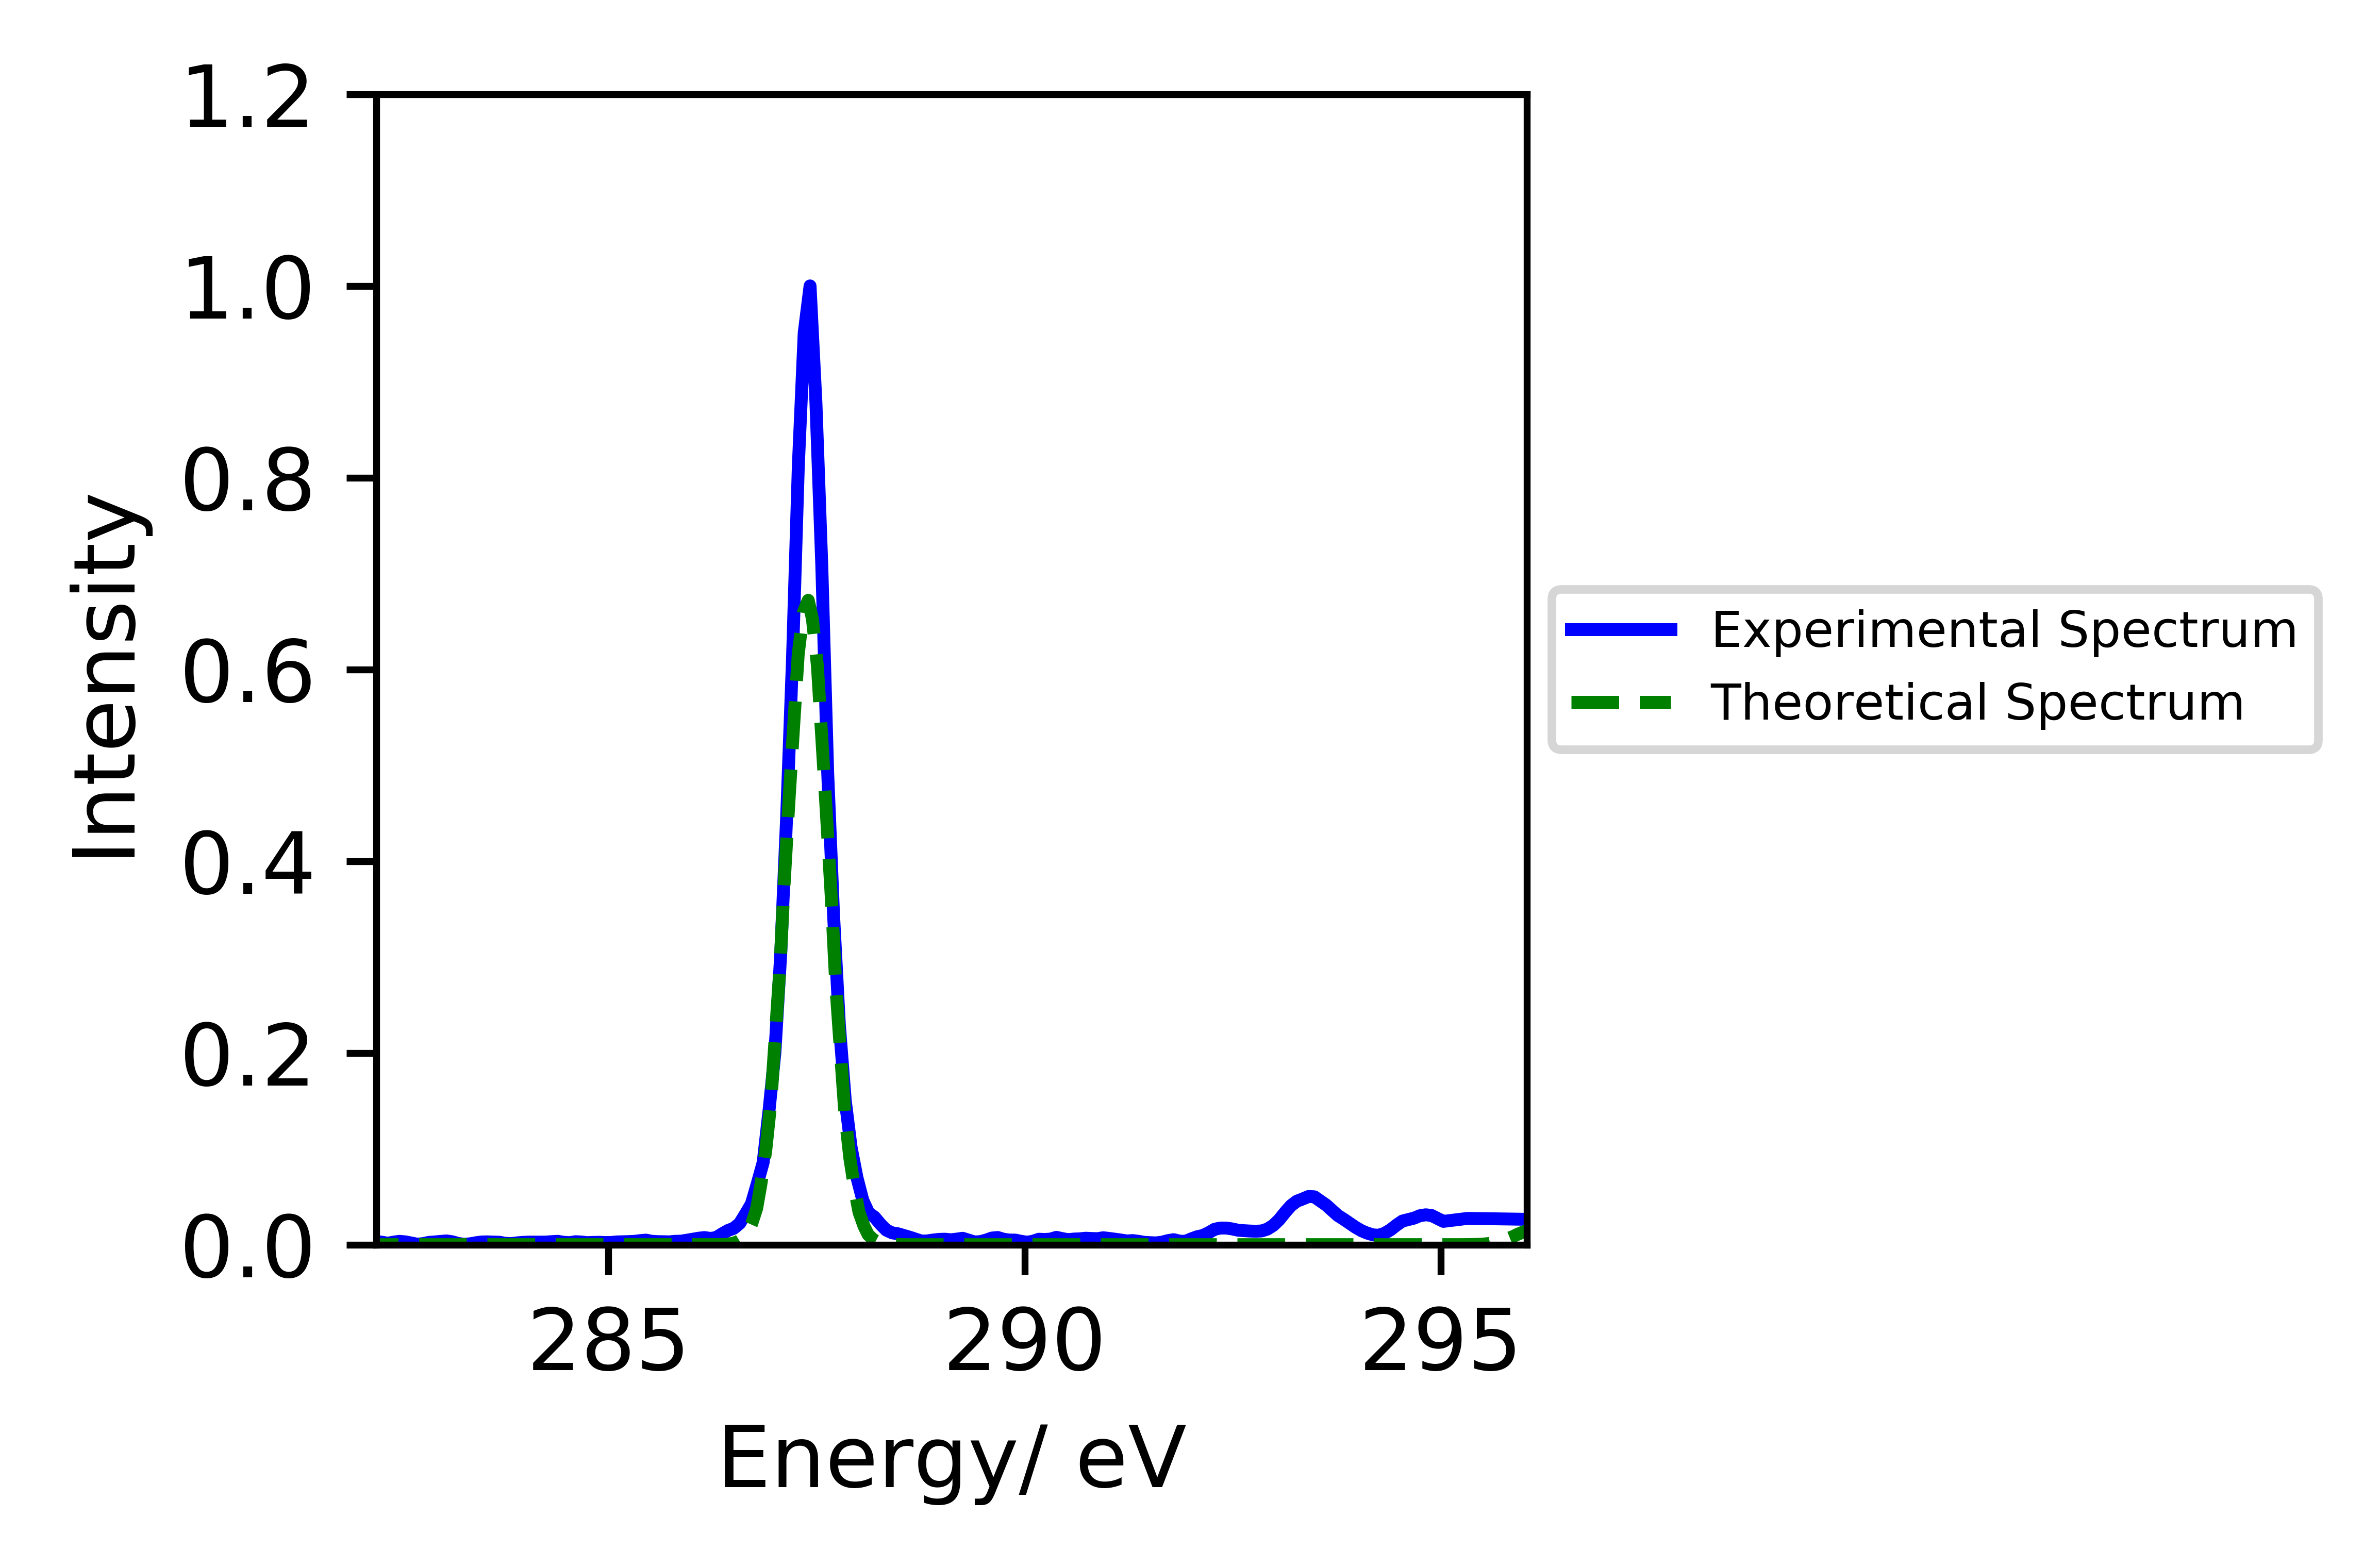 1.2
1.0
0.8
0.6
0.4
0.2
0.0
Intensity
285 290 295
Energy/ eV
Experimental Spectrum
Theoretical Spectrum